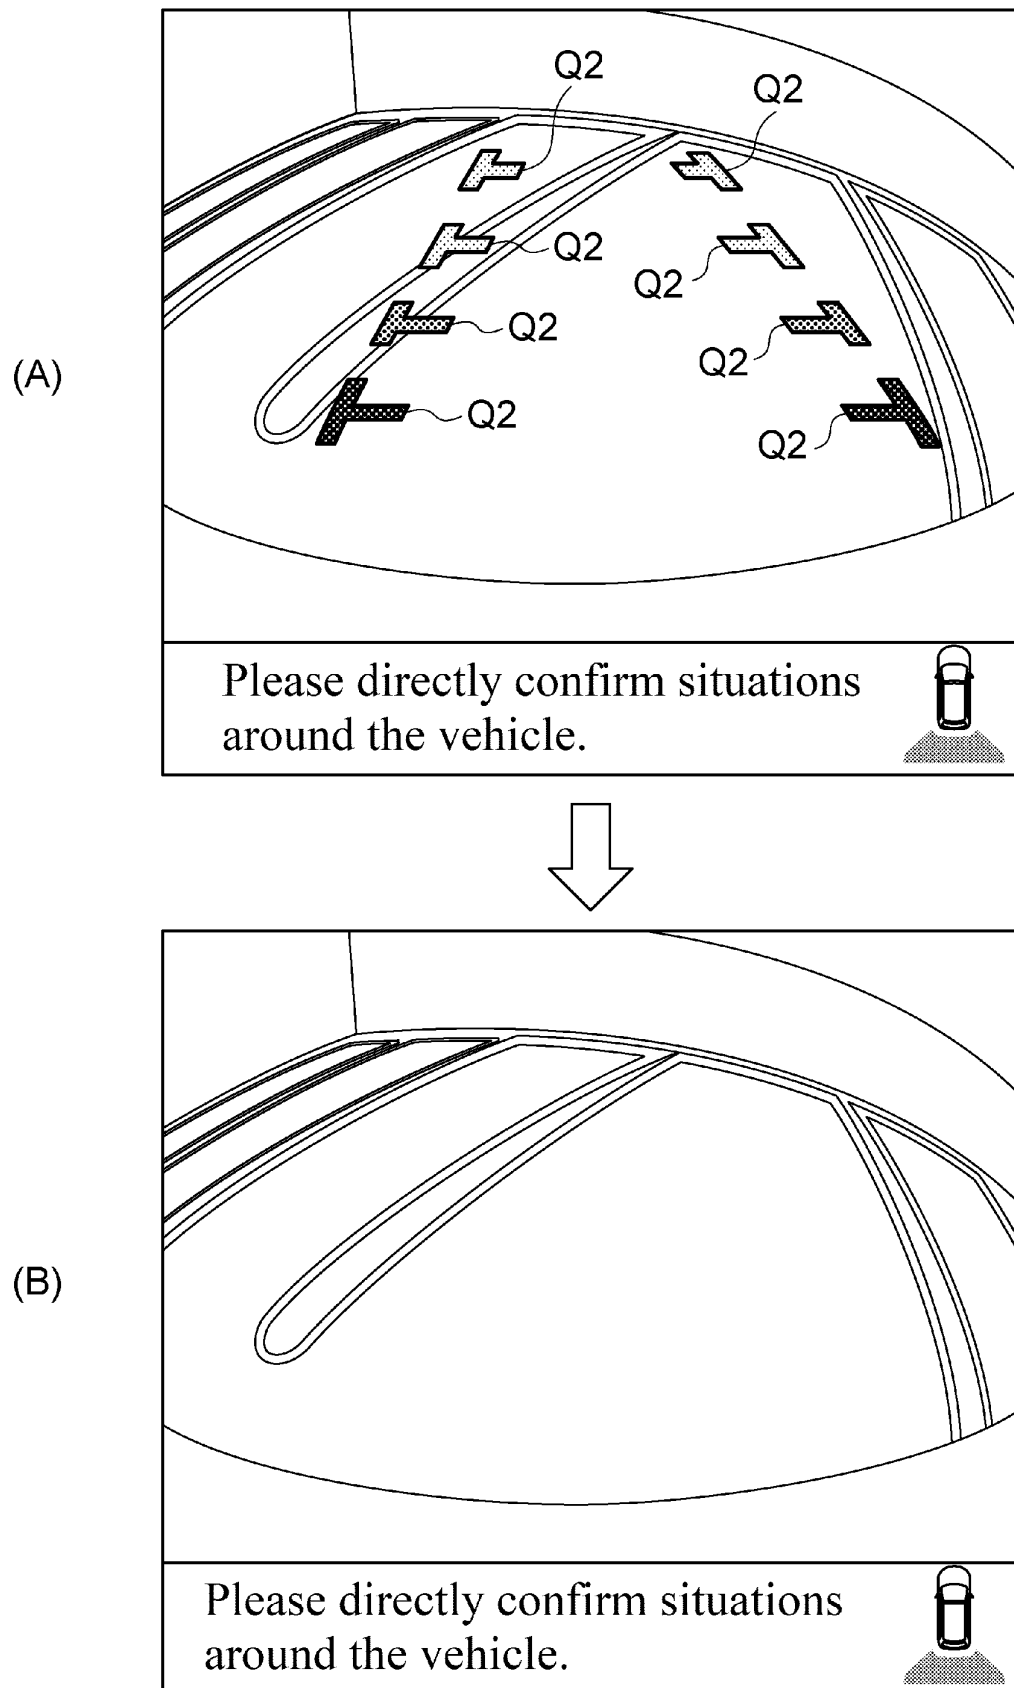 Q2
Q2
Q2
Q2
Q2
Q2
(A)
Q2
Q2
Please directly confirm situations
around the vehicle.
(B)
Please directly confirm situations
around the vehicle.